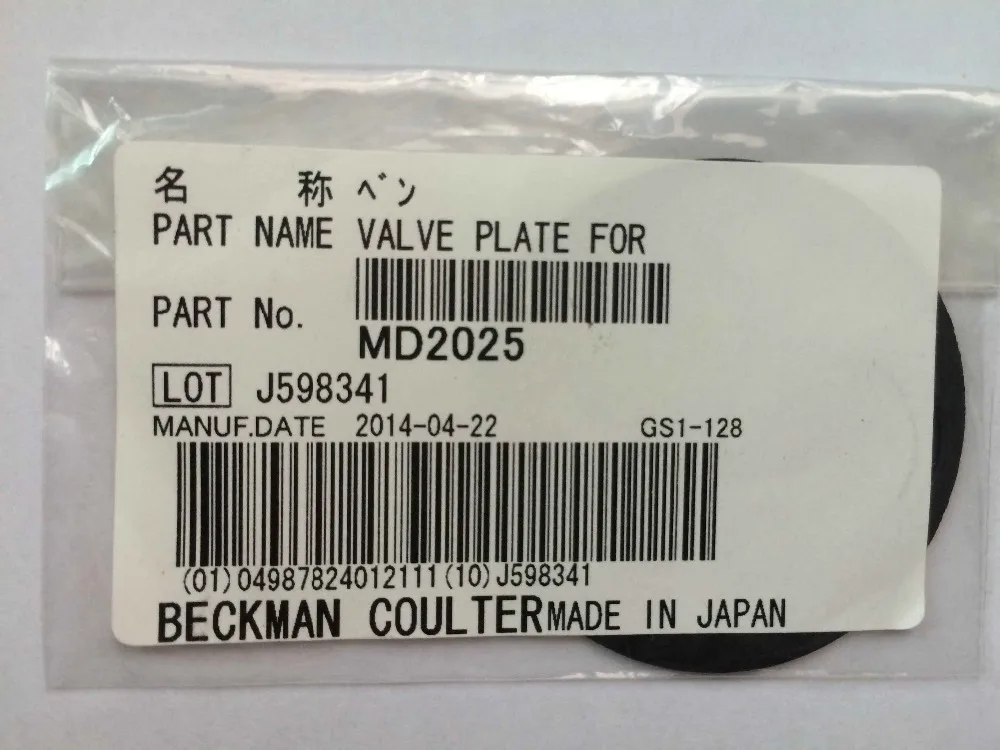 名 称 ベン
PART NAME VALVE PLATE FOR
PART No.
MD2025
LOT J598341
MANUF.DATE 2014-04-22 GS1-128
(01)04987824012111(10)J598341
BECKMAN COULTER MADE IN JAPAN